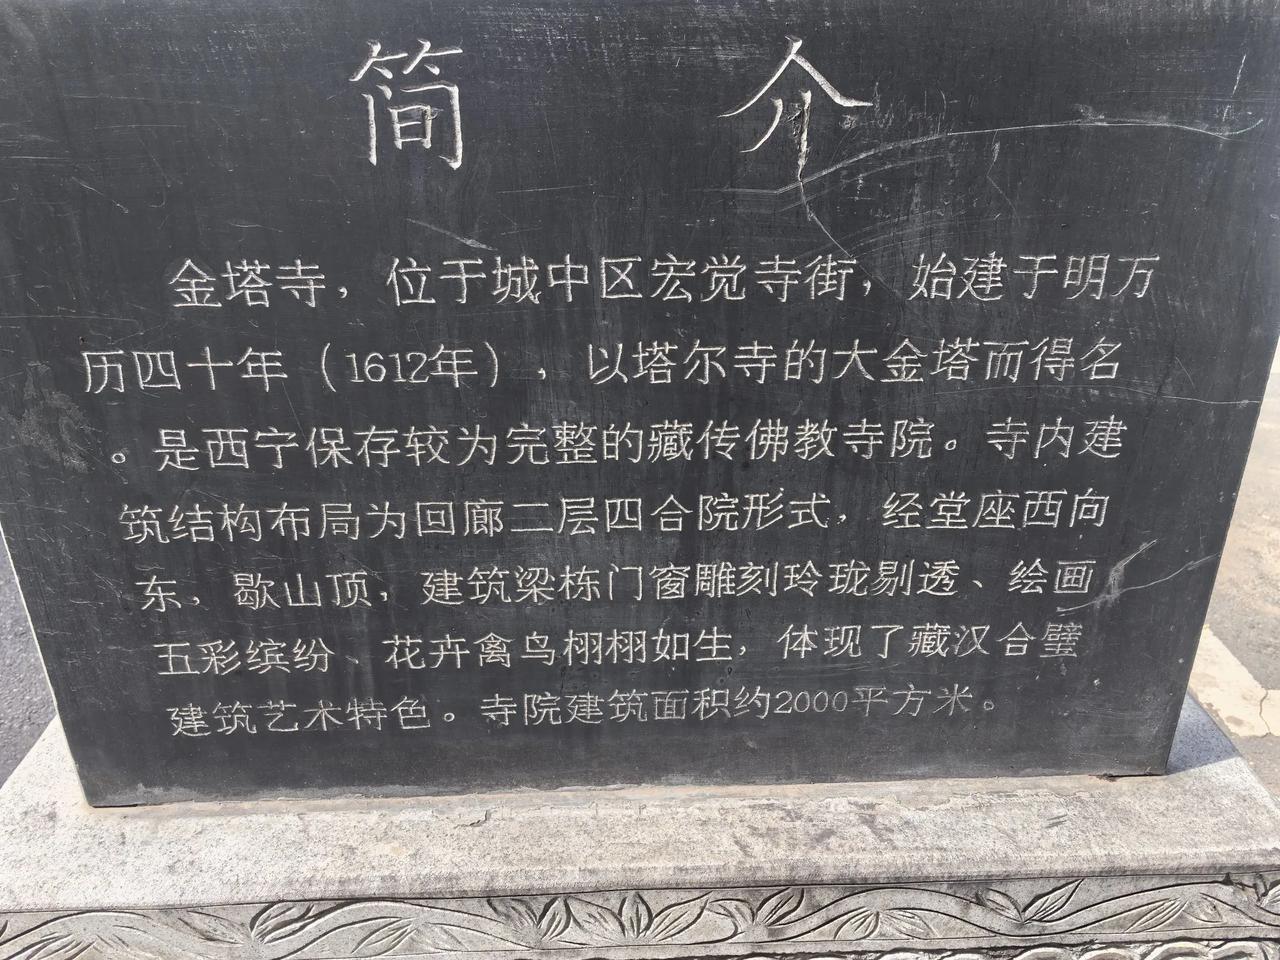 简 介
金塔寺，位于城中区宏觉寺街，始建于明万
历四十年（1612年），以塔尔寺的大金塔而得名
。是西宁保存较为完整的藏传佛教寺院。寺内建
筑结构布局为回廊二层四合院形式，经堂座西向
东、歇山顶，建筑梁栋门窗雕刻玲珑剔透、绘画
五彩缤纷、花卉禽鸟栩栩如生，体现了藏汉合璧
建筑艺术特色。寺院建筑面积约2000平方米。